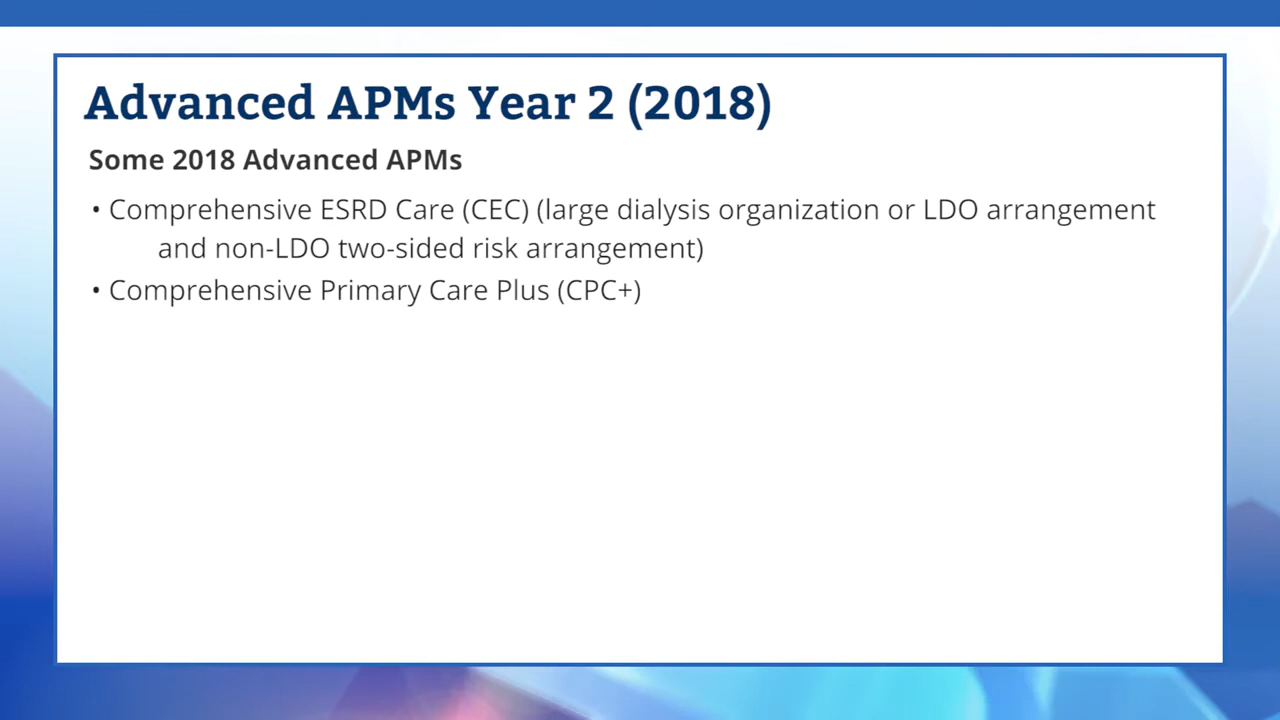 Advanced APMs Year 2 (2018)
Some 2018 Advanced APMs
• Comprehensive ESRD Care (CEC) (large dialysis organization or LDO arrangement
and non-LDO two-sided risk arrangement)
• Comprehensive Primary Care Plus (CPC+)